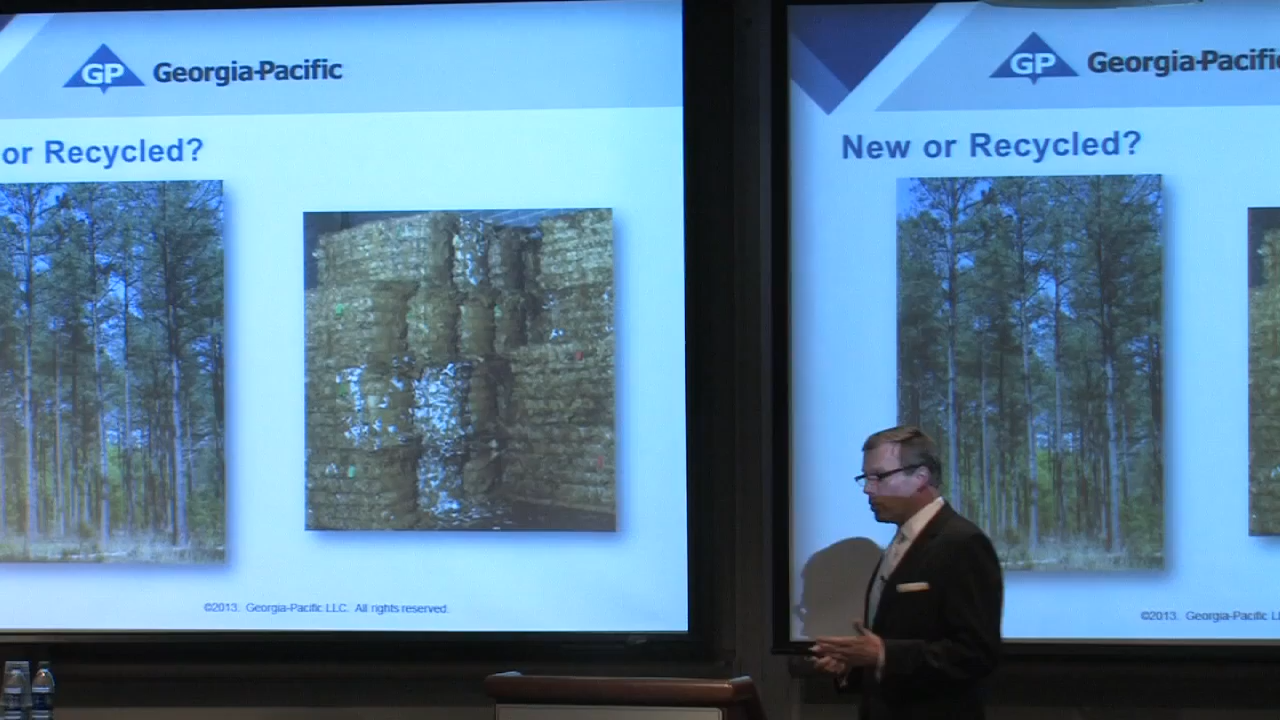 GP Georgia-Pacific
or Recycled?
©2013. Georgia-Pacific LLC. All rights reserved.
GP Georgia-Pacific
New or Recycled?
©2013. Georgia-Pacific